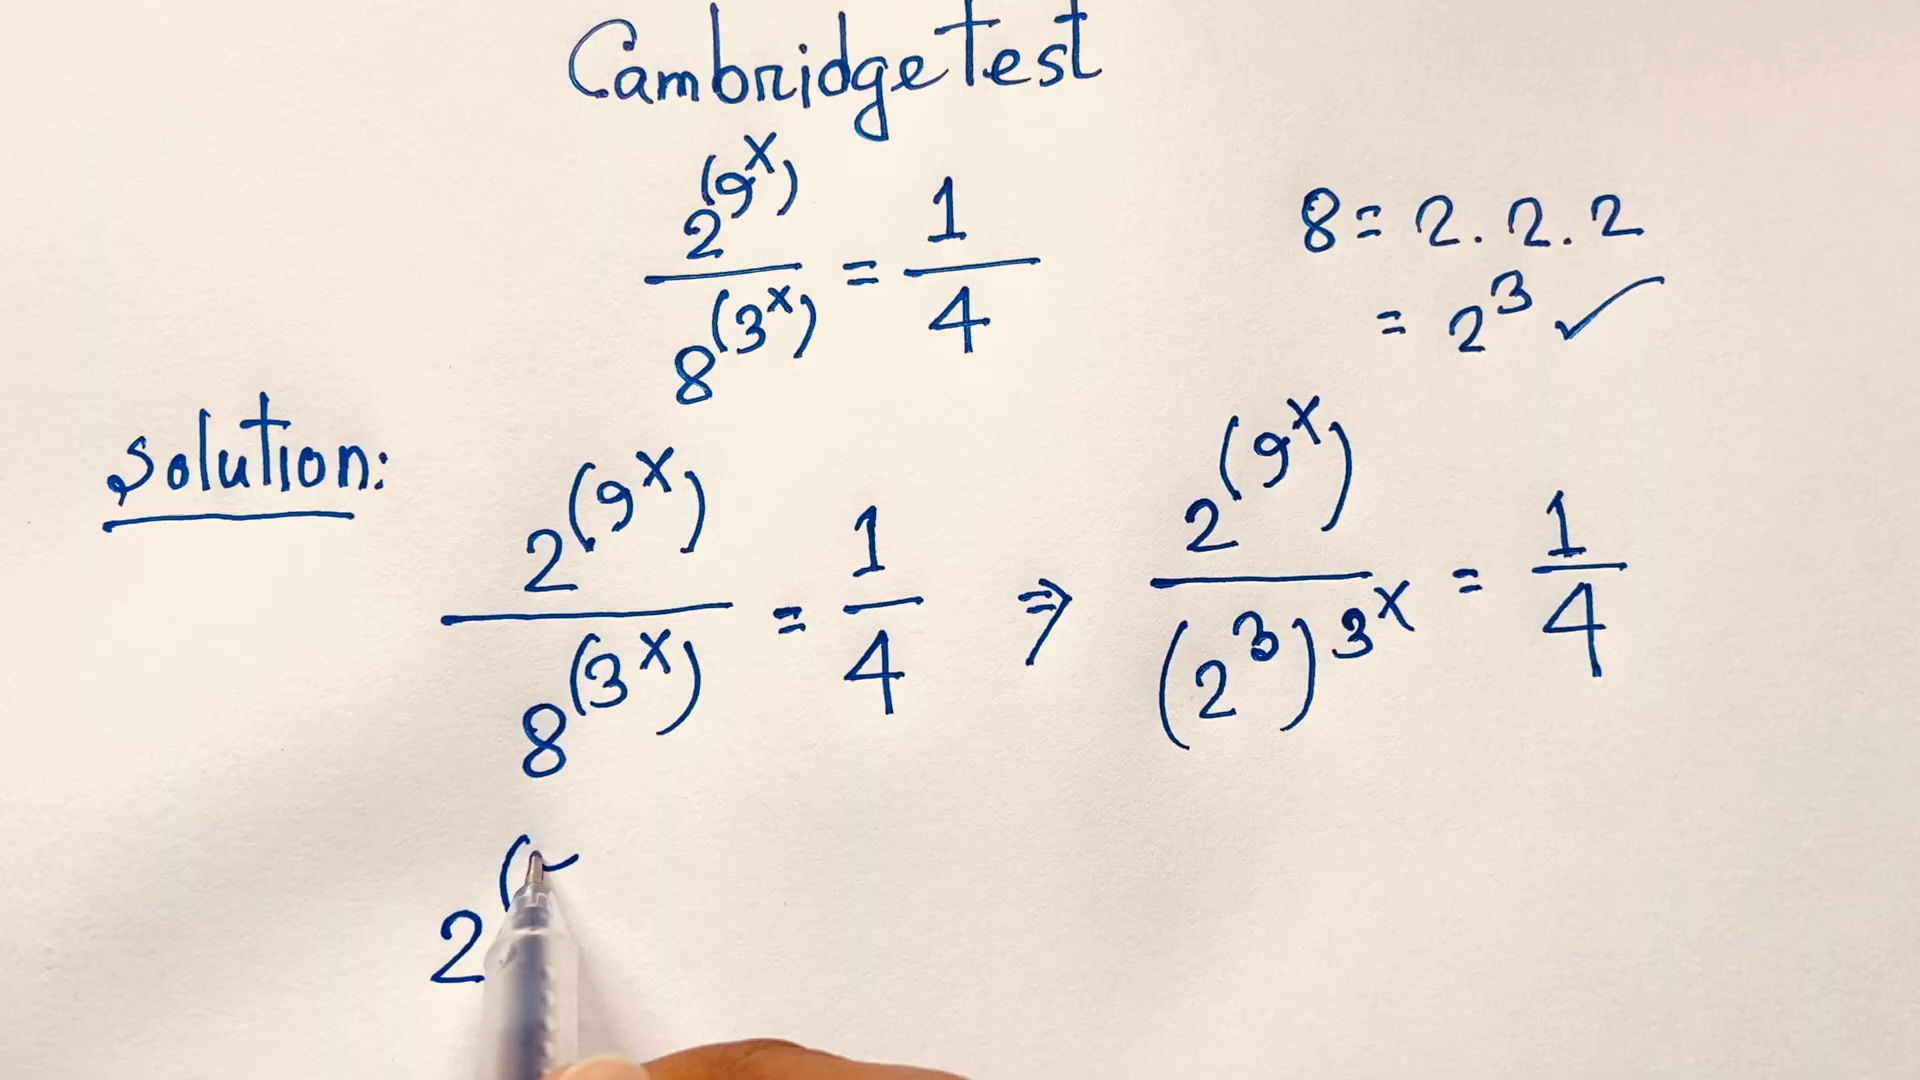 Cambridge Test
2^(9^x) / 8^(3^x) = 1/4
8 = 2.2.2
= 2^3 ✓
Solution:
2^(9^x) / 8^(3^x) = 1/4 ⇒ 2^(9^x) / (2^3)^3^x = 1/4
2^(